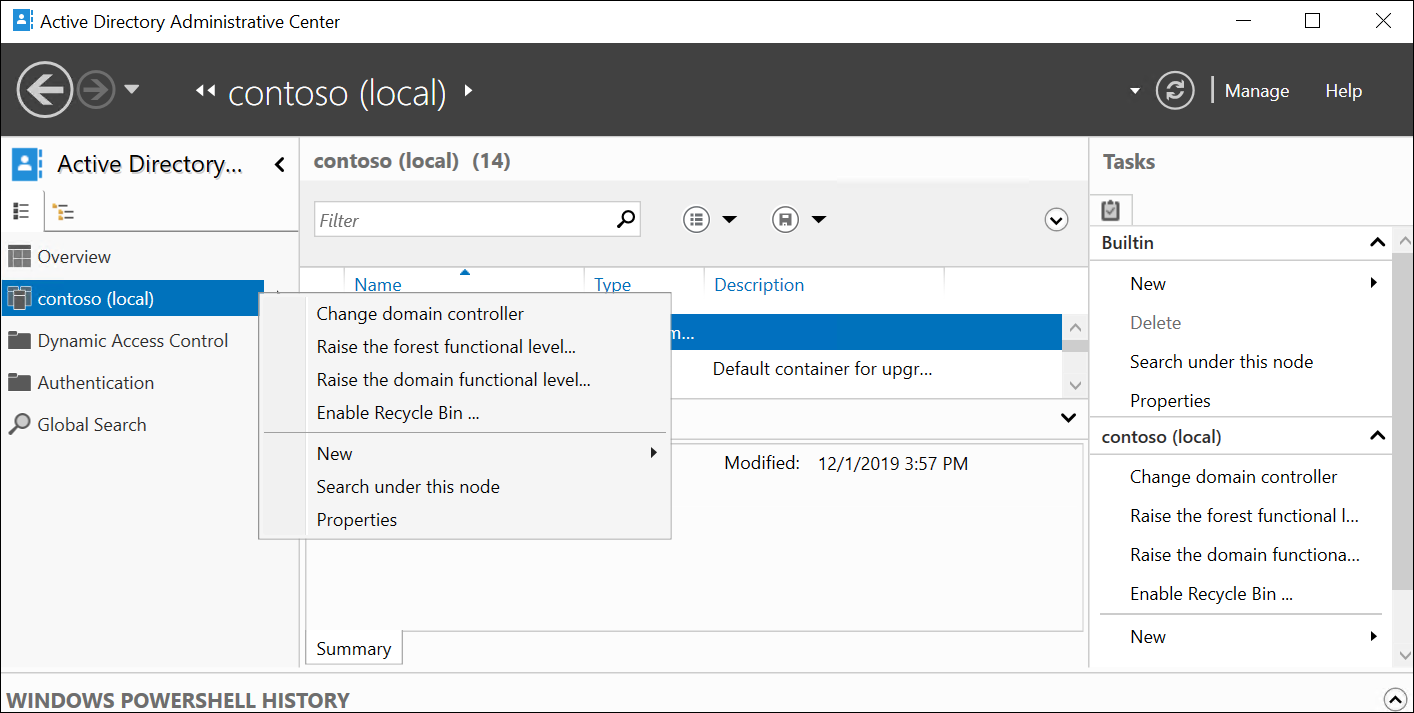 Active Directory Administrative Center
contoso (local)
Manage
Help
Active Directory...
Overview
contoso (local)
Dynamic Access Control
Authentication
Global Search
contoso (local) (14)
Filter
Name
Type
Description
m...
Default container for upgr...
Modified: 12/1/2019 3:57 PM
Summary
Change domain controller
Raise the forest functional level...
Raise the domain functional level...
Enable Recycle Bin ...
New
Search under this node
Properties
Tasks
Builtin
New
Delete
Search under this node
Properties
contoso (local)
Change domain controller
Raise the forest functional l...
Raise the domain functiona...
Enable Recycle Bin ...
New
WINDOWS POWERSHELL HISTORY